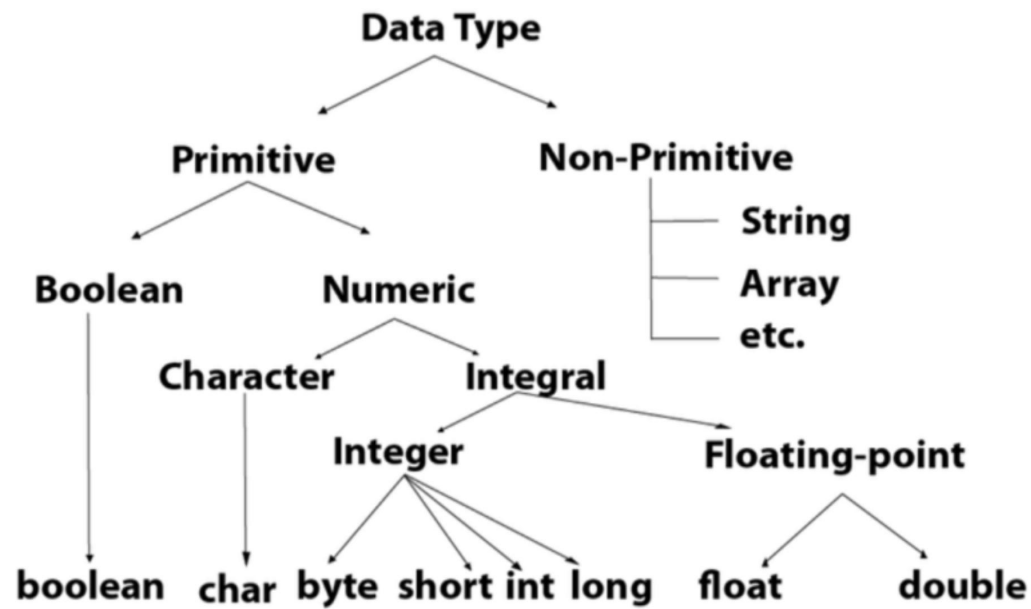 Data Type
Primitive
Non-Primitive
String
Array
etc.
Boolean
Numeric
Character
Integral
Integer
Floating-point
boolean
char
byte
short
int
long
float
double